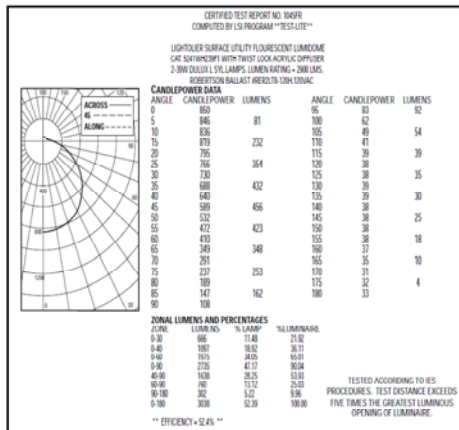 CERTIFIED TEST REPORT NO. 1045FR
COMPUTED BY LSI PROGRAM **TEST-LITE**
LIGHTOLIER SURFACE UTILITY FLOURESCENT LUMIDOME
CAT. WITH TWIST LOCK ACRYLIC DIFFUSER
2-39W DULUX L SYL LAMPS. LUMEN RATING = 2900 LMS.
ROBERTSON BALLAST 120VAC
ACROSS
45
ALONG
CANDLEPOWER DATA
ANGLE CANDLEPOWER LUMENS ANGLE CANDLEPOWER LUMENS
0 850 95 83 92
5 846 81 100 62
10 836 105 49 54
15 819 232 110 41
20 795 115 39 39
25 766 354 120 38
30 730 125 38 35
35 688 432 130 39
40 640 135 39 30
45 589 456 140 38
50 532 145 38 25
55 472 423 150 38
60 410 155 38 18
65 349 348 160 37
70 291 165 35 10
75 237 253 170 31
80 189 175 32 4
85 147 162 180 33
90 108
ZONAL LUMENS AND PERCENTAGES
ZONE LUMENS % LAMP %LUMINAIRE
0-30 666 11.48 21.92
0-40 1097 18.92 36.11
0-60 1975 34.05 65.01
0-90 2735 47.17 90.04
40-90 1638 28.25 53.93
60-90 760 13.12 25.03
90-180 302 5.22 9.96
0-180 3038 52.39 100.00
** EFFICIENCY = 52.4% **
TESTED ACCORDING TO IES
PROCEDURES. TEST DISTANCE EXCEEDS
FIVE TIMES THE GREATEST LUMINOUS
OPENING OF LUMINAIRE.